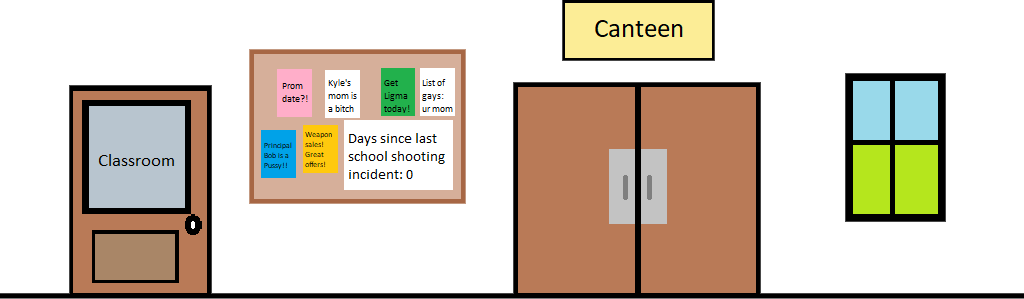 Canteen
Classroom
Prom
date?!
Kyle's
mom is
a bitch
Get
Ligma
today!
List of
gays:
ur mom
Principal
Bob is a
Pussy!!
Weapon
sales!
Great
offers!
Days since last
school shooting
incident: 0